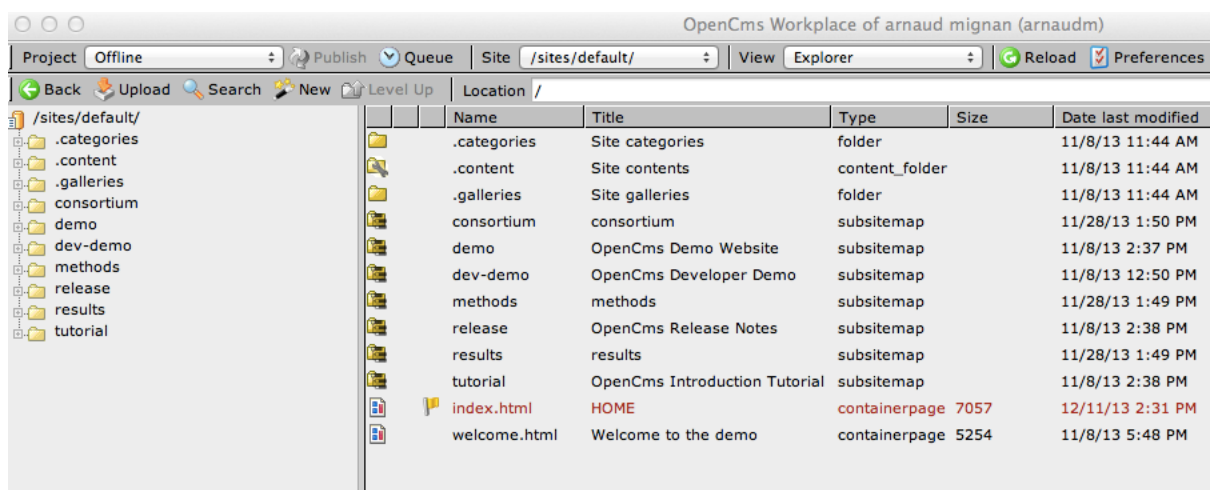 OpenCms Workplace of arnaud mignan (arnaudm)
Project Offline Publish Queue Site /sites/default/ View Explorer Reload Preferences
Back Upload Search New Level Up Location /
/sites/default/
.categories
.content
.galleries
consortium
demo
dev-demo
methods
release
results
tutorial
Name Title Type Size Date last modified
.categories Site categories folder 11/8/13 11:44 AM
.content Site contents content_folder 11/8/13 11:44 AM
.galleries Site galleries folder 11/8/13 11:44 AM
consortium consortium subsitemap 11/28/13 1:50 PM
demo OpenCms Demo Website subsitemap 11/8/13 2:37 PM
dev-demo OpenCms Developer Demo subsitemap 11/8/13 12:50 PM
methods methods subsitemap 11/28/13 1:49 PM
release OpenCms Release Notes subsitemap 11/8/13 2:38 PM
results results subsitemap 11/28/13 1:49 PM
tutorial OpenCms Introduction Tutorial subsitemap 11/8/13 2:38 PM
index.html HOME containerpage 7057 12/11/13 2:31 PM
welcome.html Welcome to the demo containerpage 5254 11/8/13 5:48 PM